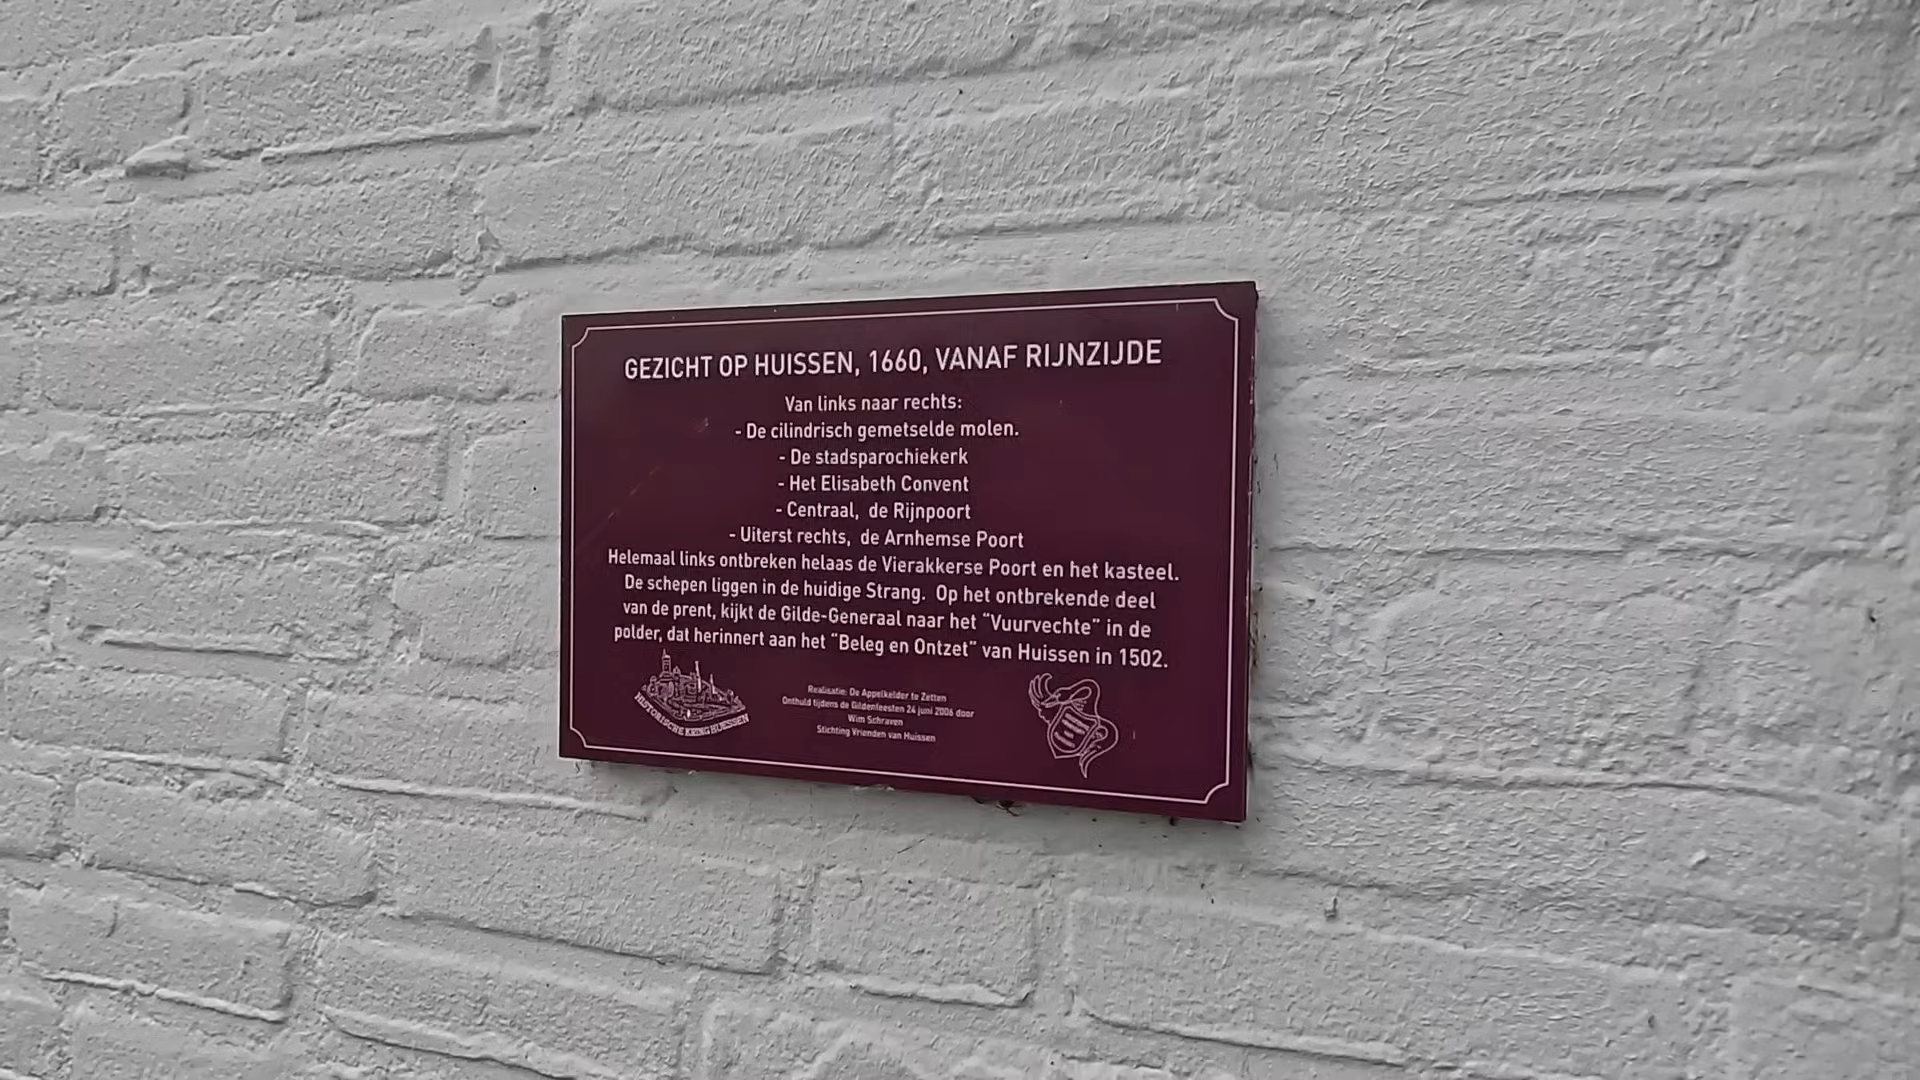 GEZICHT OP HUISSEN, 1660, VANAF RIJNZIJDE
Van links naar rechts:
- De cilindrisch gemetselde molen.
- De stadsparochiekerk
- Het Elisabeth Convent
- Centraal, de Rijnpoort
- Uiterst rechts, de Arnhemse Poort
Helemaal links ontbreken helaas de Vierakkerse Poort en het kasteel.
De schepen liggen in de huidige Strang. Op het ontbrekende deel
van de prent, kijkt de Gilde-Generaal naar het "Vuurvechte" in de
polder, dat herinnert aan het "Beleg en Ontzet" van Huissen in 1502.
Realisatie: De Appelkelder te Zetten
Onthuld tijdens de Gildenfeesten 24 juni 2006 door
Wim Schraven
Stichting Vrienden van Huissen
HISTORISCHE KRING HUESSEN